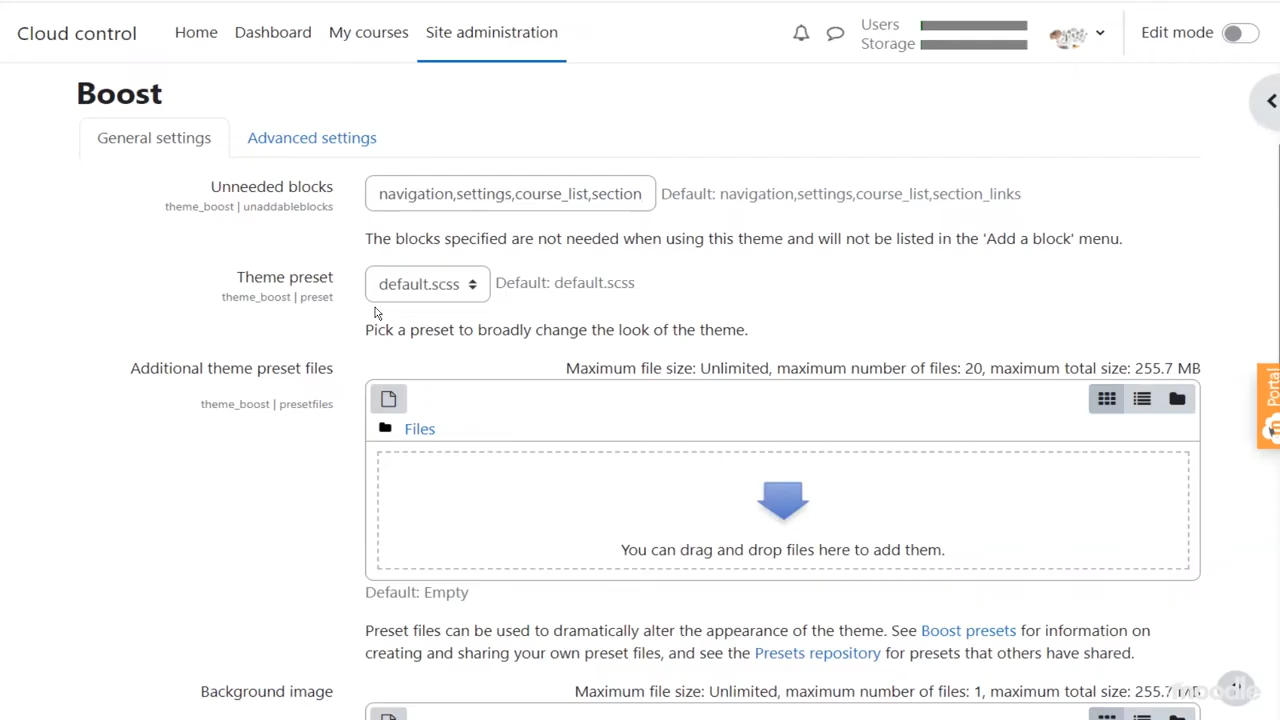 Cloud control
Home
Dashboard
My courses
Site administration
Users
Storage
Edit mode
Boost
General settings
Advanced settings
Unneeded blocks
theme_boost | unaddableblocks
navigation,settings,course_list,section
Default: navigation,settings,course_list,section_links
The blocks specified are not needed when using this theme and will not be listed in the 'Add a block' menu.
Theme preset
theme_boost | preset
default.scss
Default: default.scss
Pick a preset to broadly change the look of the theme.
Additional theme preset files
theme_boost | presetfiles
Maximum file size: Unlimited, maximum number of files: 20, maximum total size: 255.7 MB
Files
You can drag and drop files here to add them.
Default: Empty
Preset files can be used to dramatically alter the appearance of the theme. See Boost presets for information on
creating and sharing your own preset files, and see the Presets repository for presets that others have shared.
Background image
Maximum file size: Unlimited, maximum number of files: 1, maximum total size: 255.7 MB
Portal
moodle